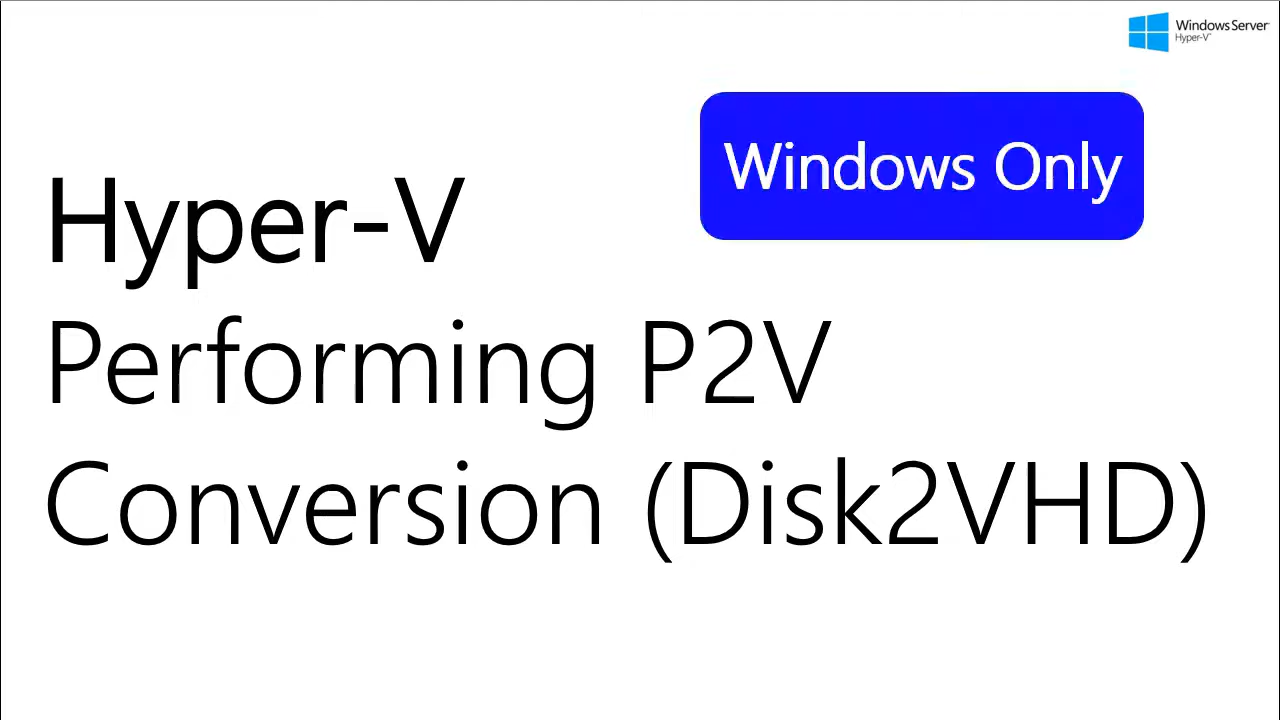 Windows Server
Hyper-V
Windows Only
Hyper-V
Performing P2V
Conversion (Disk2VHD)